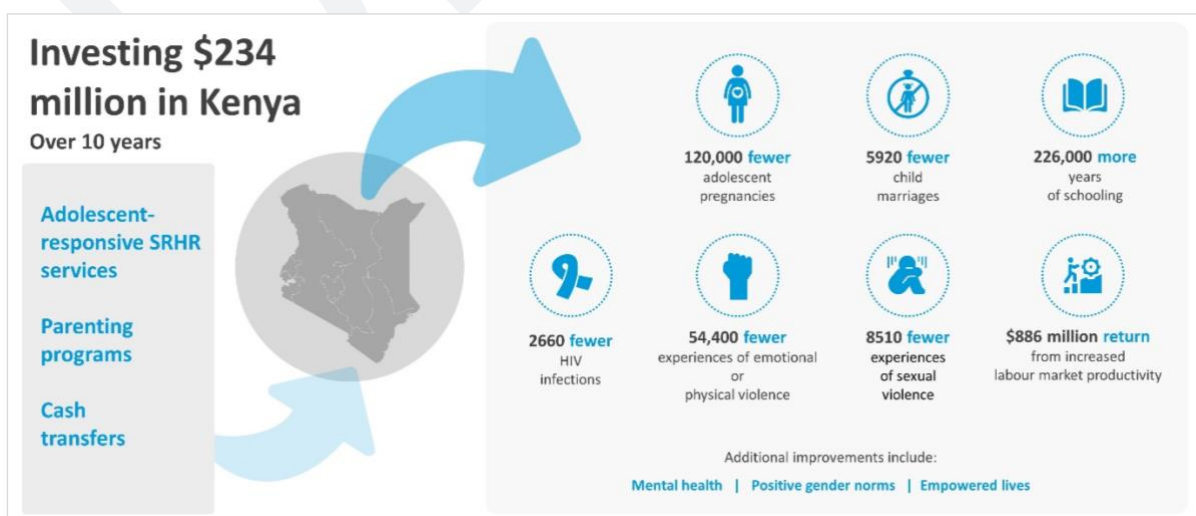 Investing $234
million in Kenya
Over 10 years
Adolescent-
responsive SRHR
services
Parenting
programs
Cash
transfers
120,000 fewer
adolescent
pregnancies
5920 fewer
child
marriages
226,000 more
years
of schooling
2660 fewer
HIV
infections
54,400 fewer
experiences of emotional
or
physical violence
8510 fewer
experiences
of sexual
violence
$886 million return
from increased
labour market productivity
Additional improvements include:
Mental health | Positive gender norms | Empowered lives